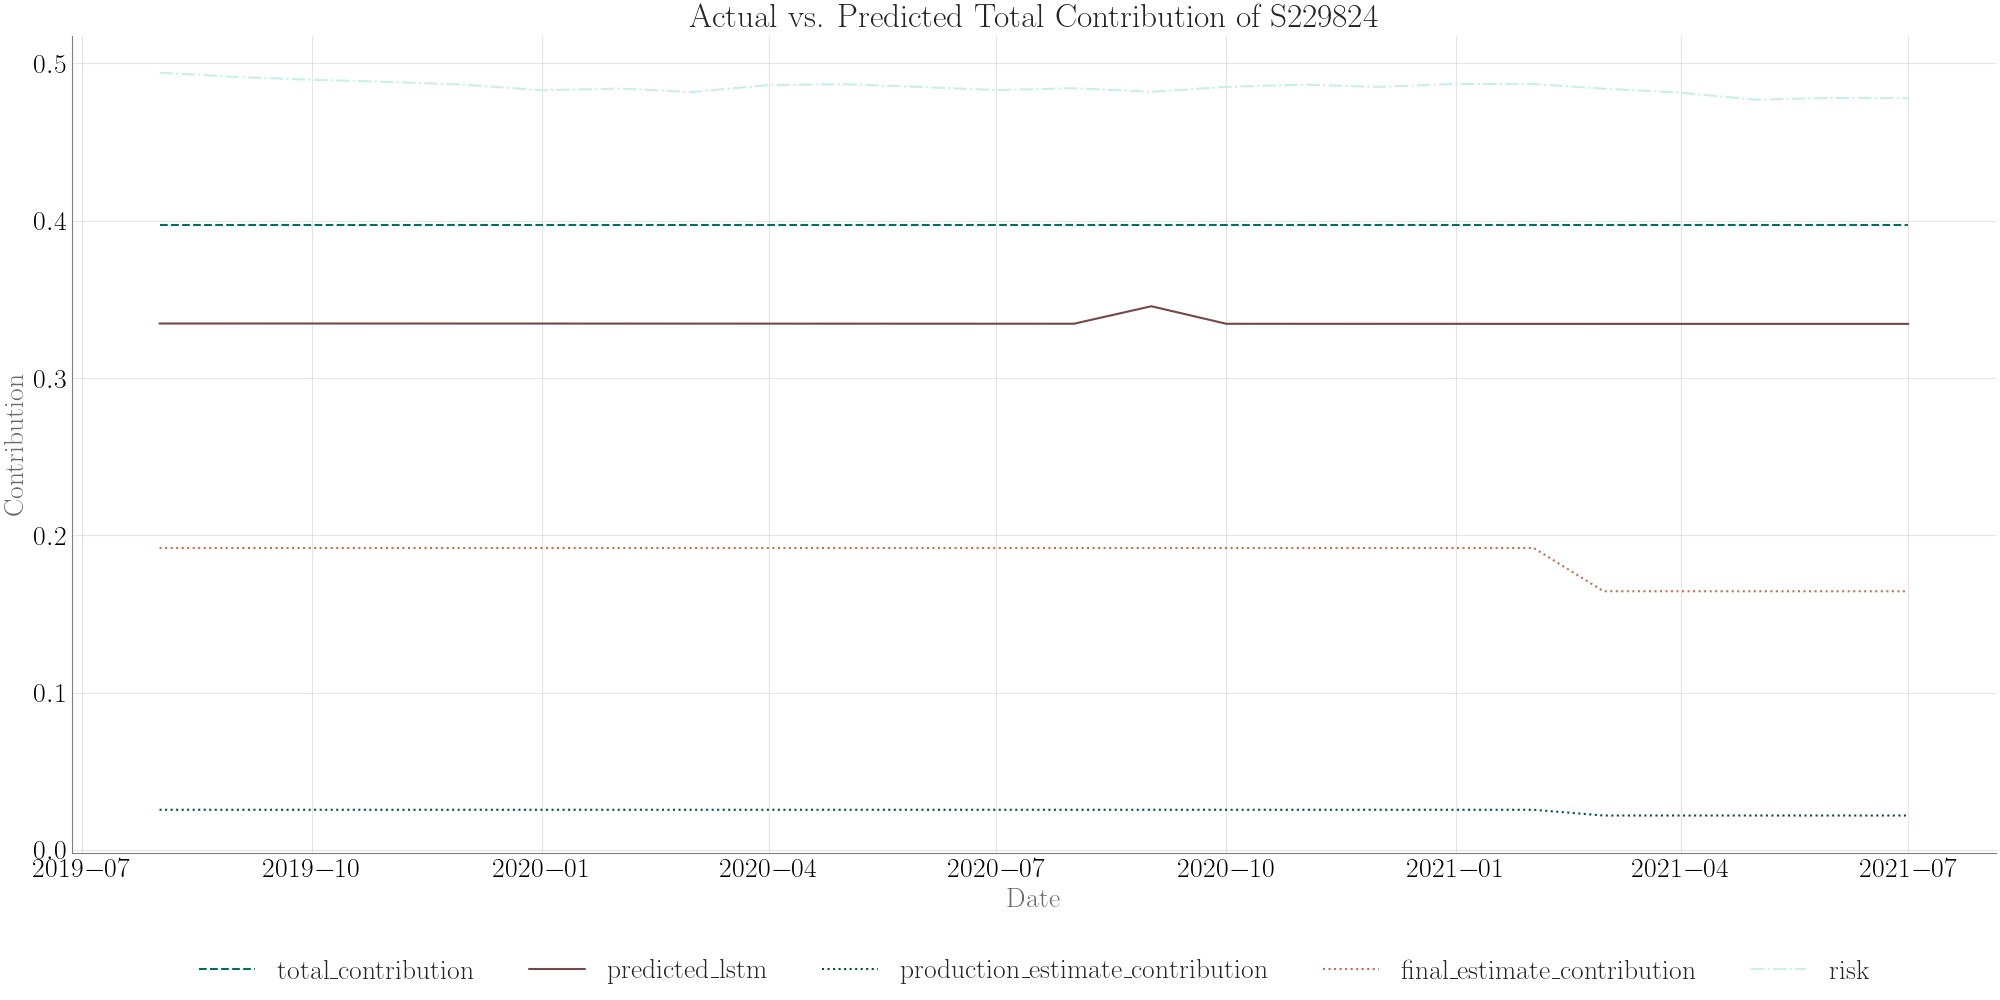 Actual vs. Predicted Total Contribution of S229824
0.5
0.4
0.3
0.2
0.1
0.0
Contribution
2019–07 2019–10 2020–01 2020–04 2020–07 2020–10 2021–01 2021–04 2021–07
Date
total_contribution predicted_lstm production_estimate_contribution final_estimate_contribution risk